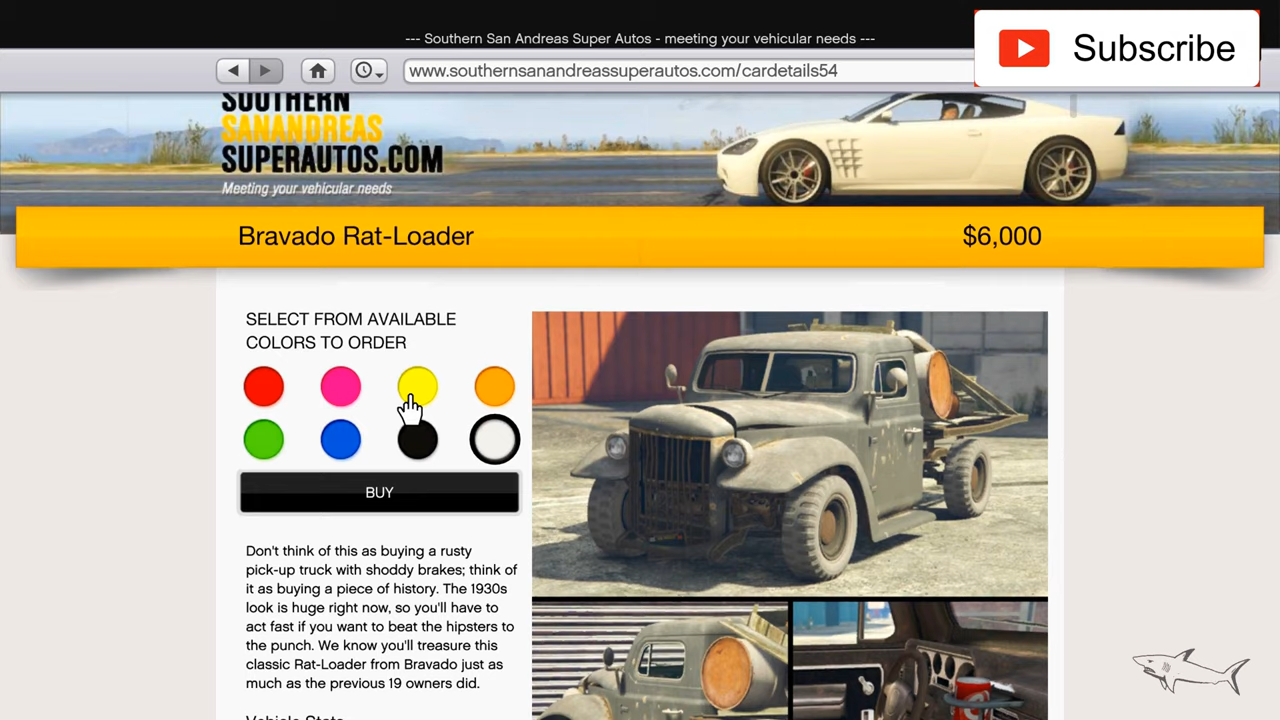 --- Southern San Andreas Super Autos - meeting your vehicular needs ---
Subscribe
www.southernsanandreassuperautos.com/cardetails54
SOUTHERN
SANANDREAS
SUPERAUTOS.COM
Meeting your vehicular needs
Bravado Rat-Loader
$6,000
SELECT FROM AVAILABLE
COLORS TO ORDER
BUY
Don't think of this as buying a rusty
pick-up truck with shoddy brakes; think of
it as buying a piece of history. The 1930s
look is huge right now, so you'll have to
act fast if you want to beat the hipsters to
the punch. We know you'll treasure this
classic Rat-Loader from Bravado just as
much as the previous 19 owners did.
Vehicle Stats